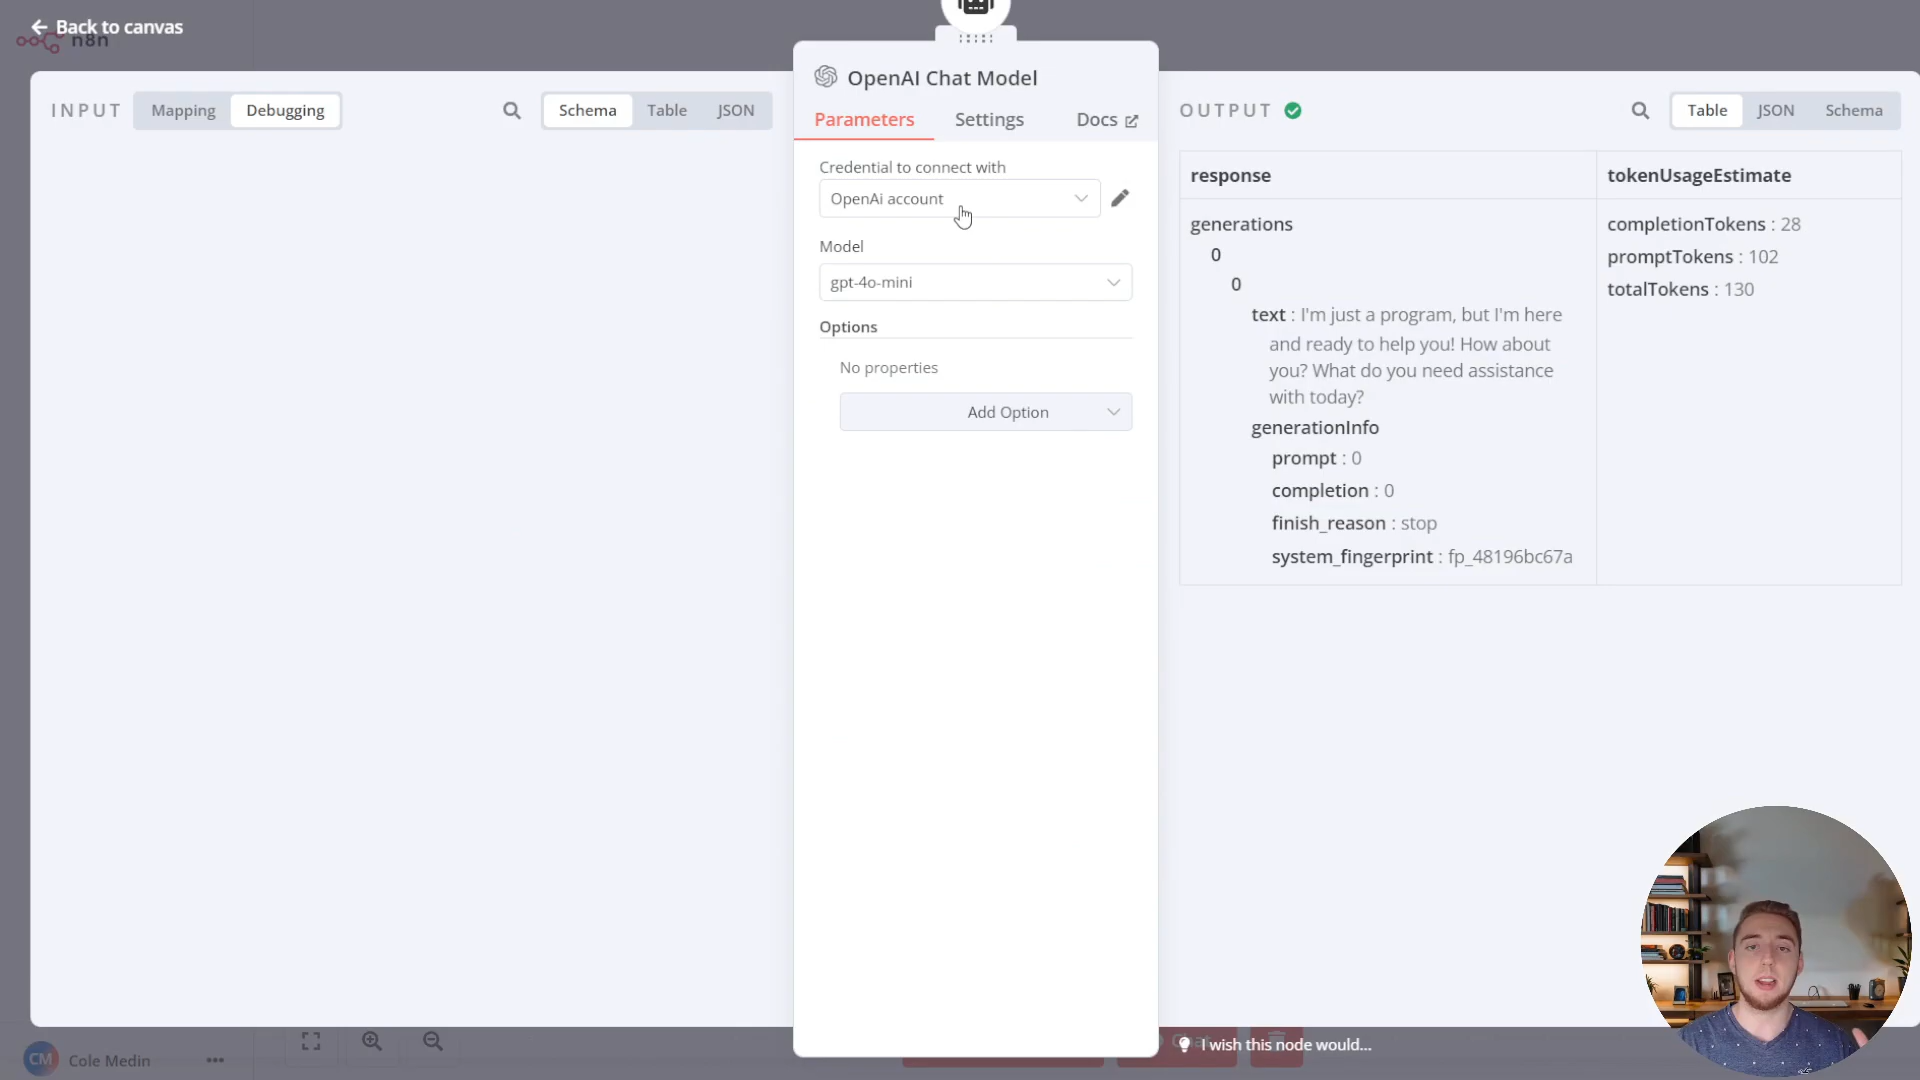 Back to canvas
n8n
INPUT
Mapping
Debugging
Schema
Table
JSON
OpenAI Chat Model
Parameters
Settings
Docs
Credential to connect with
OpenAi account
Model
gpt-4o-mini
Options
No properties
Add Option
OUTPUT
Table
JSON
Schema
response
tokenUsageEstimate
generations
0
0
text : I'm just a program, but I'm here
and ready to help you! How about
you? What do you need assistance
with today?
generationInfo
prompt : 0
completion : 0
finish_reason : stop
system_fingerprint : fp_48196bc67a
completionTokens : 28
promptTokens : 102
totalTokens : 130
CM
Cole Medin
I wish this node would...